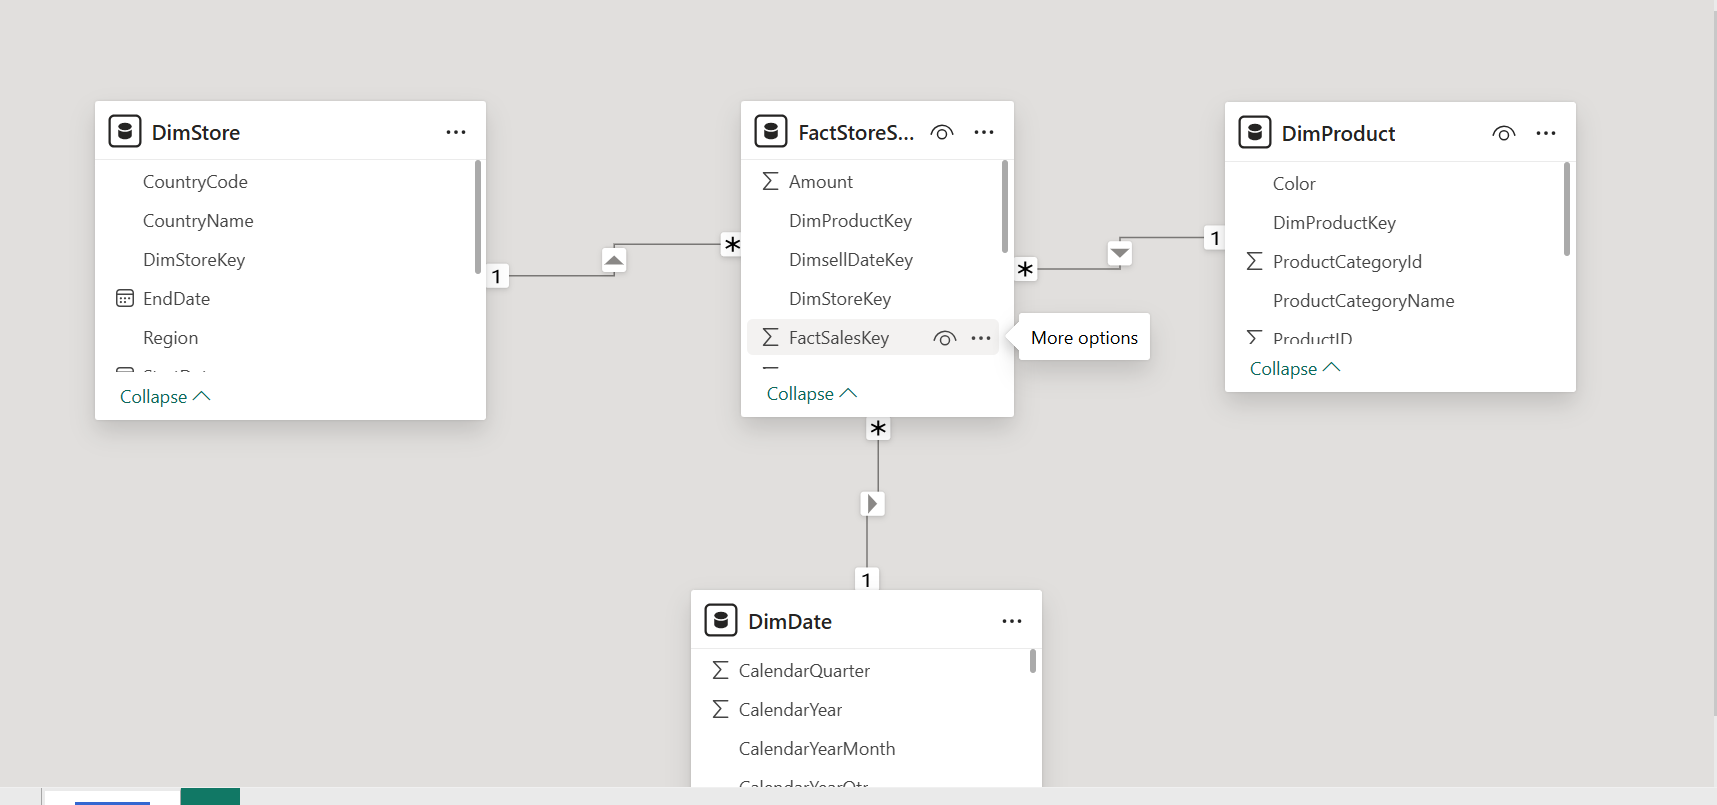 DimStore
CountryCode
CountryName
DimStoreKey
EndDate
Region
Collapse
1
*
FactStoreS...
Amount
DimProductKey
DimsellDateKey
DimStoreKey
FactSalesKey
More options
Collapse
*
1
DimProduct
Color
DimProductKey
ProductCategoryId
ProductCategoryName
ProductID
Collapse
*
1
DimDate
CalendarQuarter
CalendarYear
CalendarYearMonth
CalendarYearQtr